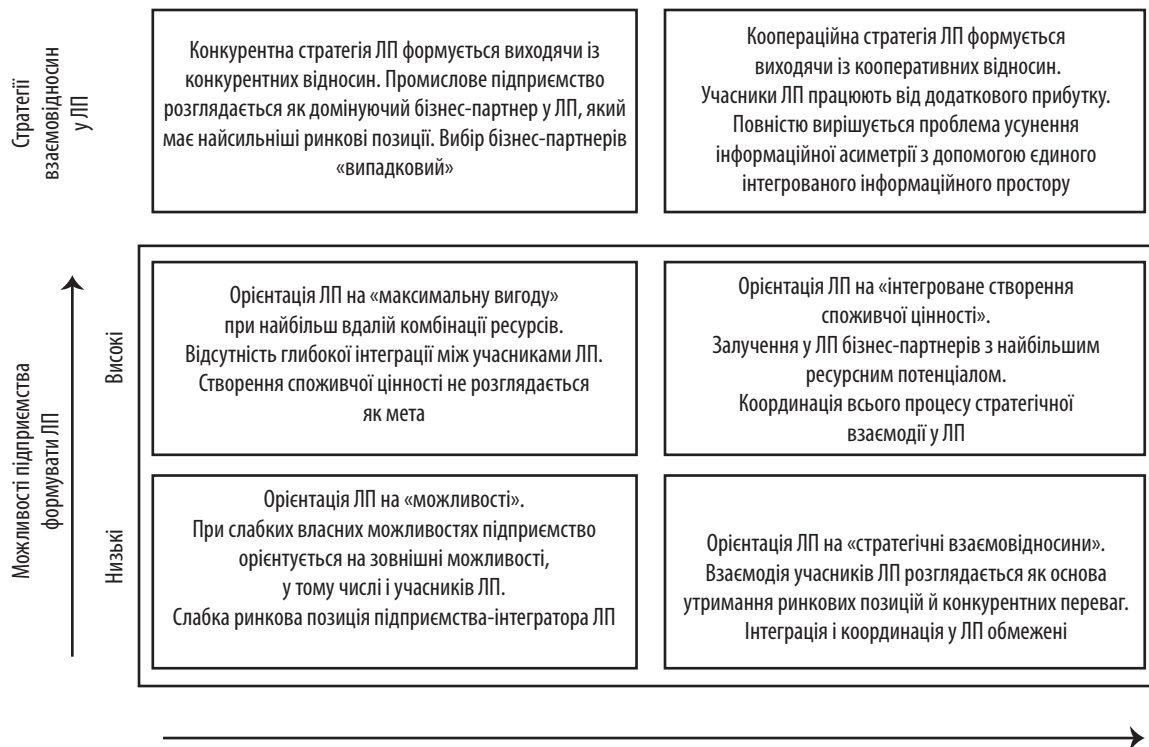 Стратегії
взаємовідносин
у ЛП
Конкурентна стратегія ЛП формується виходячи із
конкурентних відносин. Промислове підприємство
розглядається як домінуючий бізнес-партнер у ЛП, який
має найсильніші ринкові позиції. Вибір бізнес-партнерів
«випадковий»
Коопераційна стратегія ЛП формується
виходячи із кооперативних відносин.
Учасники ЛП працюють від додаткового прибутку.
Повністю вирішується проблема усунення
інформаційної асиметрії з допомогою єдиного
інтегрованого інформаційного простору
Можливості підприємства
формувати ЛП
Високі
Орієнтація ЛП на «максимальну вигоду»
при найбільш вдалій комбінації ресурсів.
Відсутність глибокої інтеграції між учасниками ЛП.
Створення споживчої цінності не розглядається
як мета
Орієнтація ЛП на «інтегроване створення
споживчої цінності».
Залучення у ЛП бізнес-партнерів з найбільшим
ресурсним потенціалом.
Координація всього процесу стратегічної
взаємодії у ЛП
Низькі
Орієнтація ЛП на «можливості».
При слабких власних можливостях підприємство
орієнтується на зовнішні можливості,
у тому числі і учасників ЛП.
Слабка ринкова позиція підприємства-інтегратора ЛП
Орієнтація ЛП на «стратегічні взаємовідносини».
Взаємодія учасників ЛП розглядається як основа
утримання ринкових позицій й конкурентних переваг.
Інтеграція і координація у ЛП обмежені